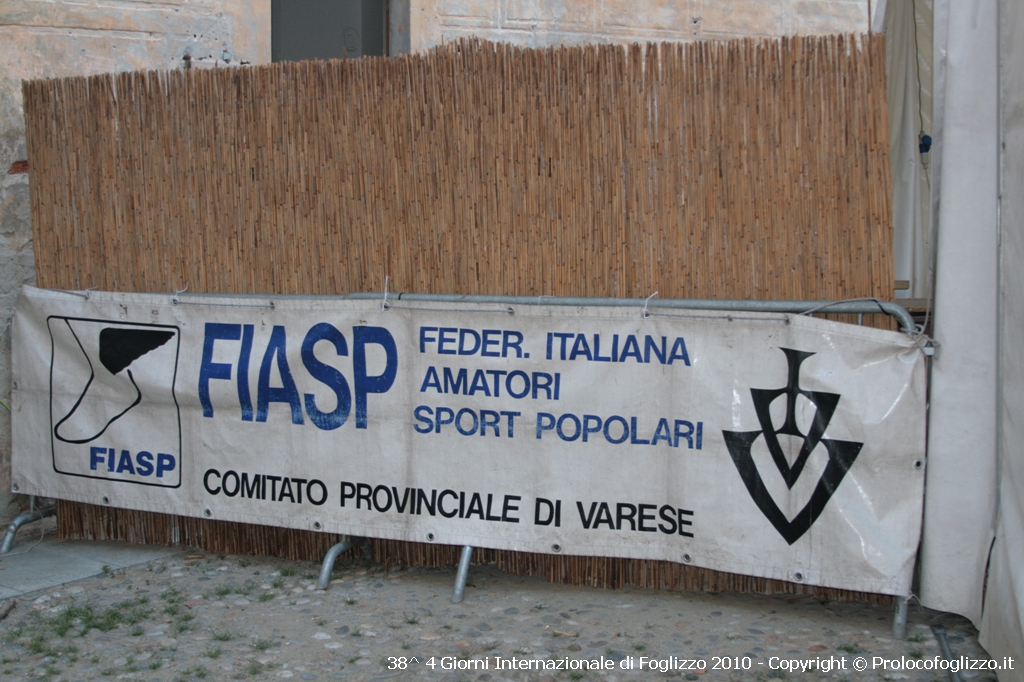 FIASP
FIASP
FEDER. ITALIANA
AMATORI
SPORT POPOLARI
COMITATO PROVINCIALE DI VARESE
38^ 4 Giorni Internazionale di Foglizzo 2010 - Copyright © Prolocofoglizzo.it